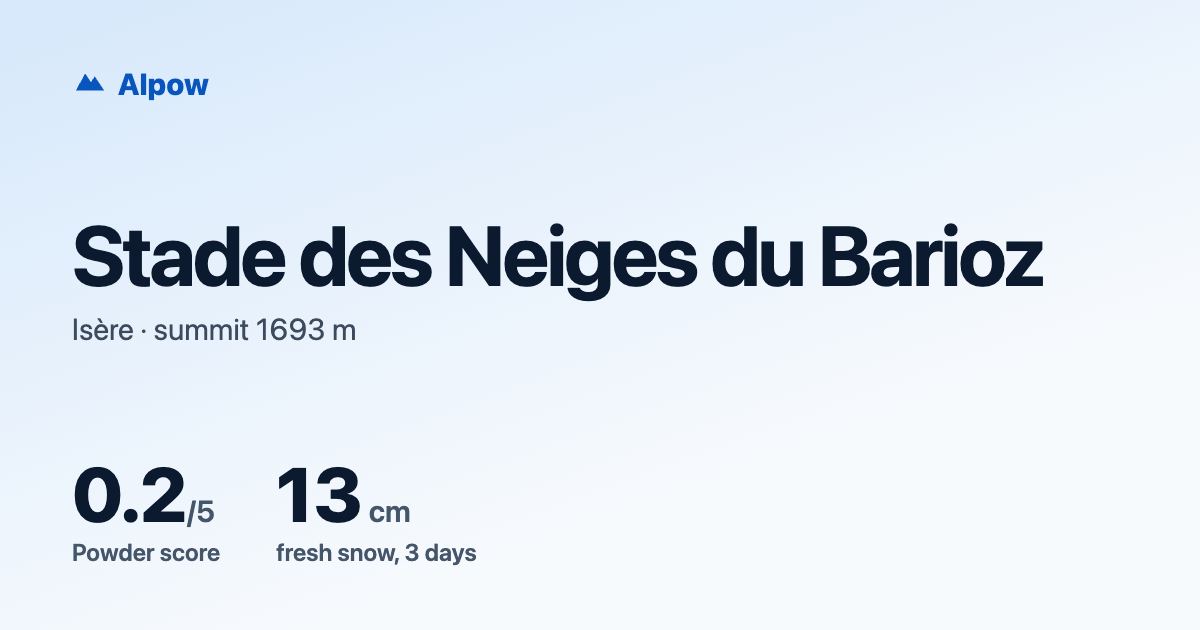 Alpow
Stade des Neiges du Barioz
Isère · summit 1693 m
0.2/5 13 cm
Powder score fresh snow, 3 days